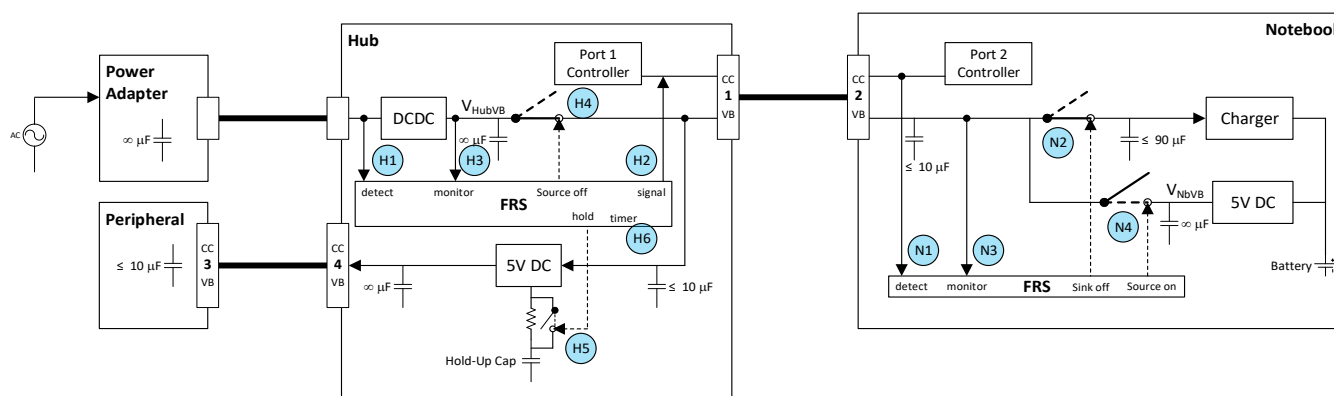 Hub
Notebook
Power
Adapter
AC
∞ µF
DCDC
V_HubVB
∞ µF
H4
Port 1
Controller
CC
1
VB
H1
H3
H2
detect
monitor
Source off
signal
FRS
hold
timer
H6
5V DC
∞ µF
≤ 10 µF
H5
Hold-Up Cap
Peripheral
≤ 10 µF
CC
3
VB
CC
4
VB
CC
2
VB
Port 2
Controller
≤ 10 µF
N2
≤ 90 µF
Charger
V_NbVB
∞ µF
5V DC
N4
N1
N3
Battery
detect
monitor
FRS
Sink off
Source on